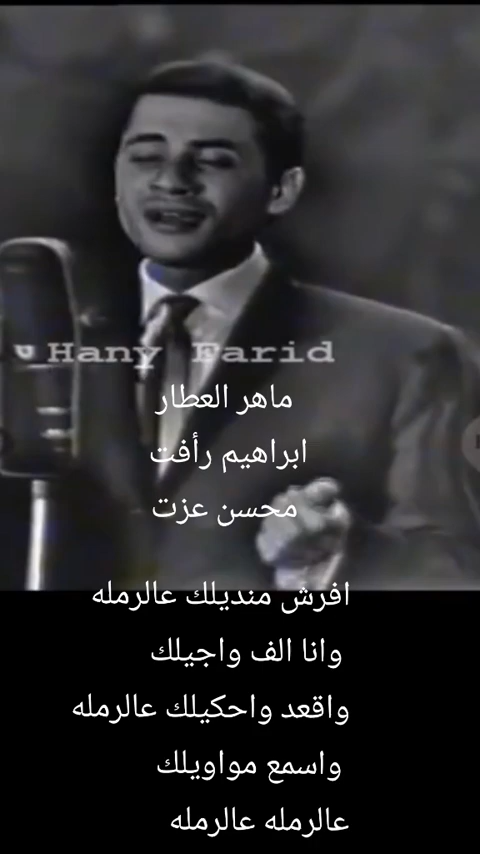 Hany Farid
ماهر العطار
ابراهيم رأفت
محسن عزت
افرش منديلك عالرمله
وانا الف واجيلك
واقعد واحكيلك عالرمله
واسمع مواويلك
عالرمله عالرمله